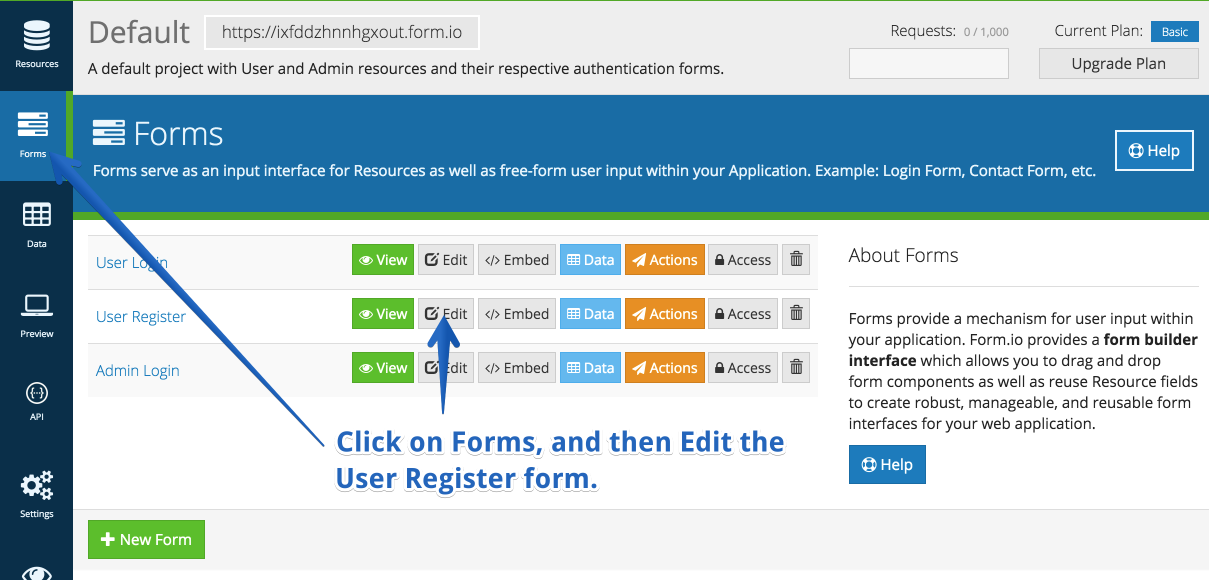 Default
https://ixfddzhnnhgxout.form.io
Requests: 0 / 1,000
Current Plan: Basic
Upgrade Plan
A default project with User and Admin resources and their respective authentication forms.
Resources
Forms
Data
Preview
API
Settings
Forms
Forms serve as an input interface for Resources as well as free-form user input within your Application. Example: Login Form, Contact Form, etc.
Help
User Login View Edit </> Embed Data Actions Access
User Register View Edit </> Embed Data Actions Access
Admin Login View Edit </> Embed Data Actions Access
Click on Forms, and then Edit the
User Register form.
New Form
About Forms
Forms provide a mechanism for user input within
your application. Form.io provides a form builder
interface which allows you to drag and drop
form components as well as reuse Resource fields
to create robust, manageable, and reusable form
interfaces for your web application.
Help